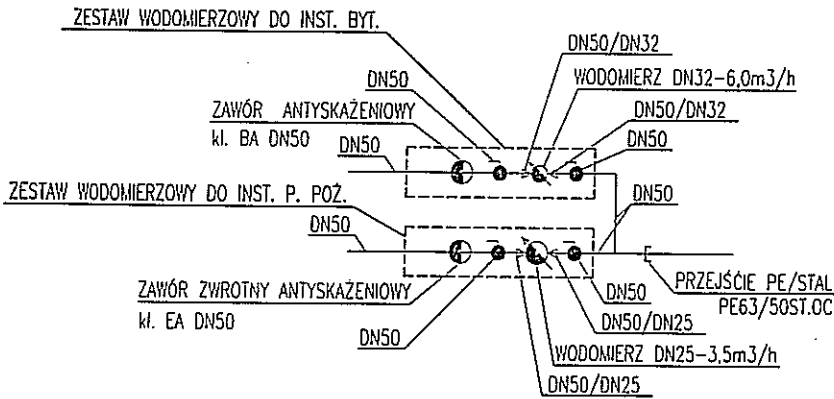 ZESTAW WODOMIERZOWY DO INST. BYT.
DN50/DN32
DN50
WODOMIERZ DN32-6,0m3/h
ZAWÓR ANTYSKAŻENIOWY
kl. BA DN50
DN50/DN32
DN50
DN50
ZESTAW WODOMIERZOWY DO INST. P. POŻ.
DN50
DN50
ZAWÓR ZWROTNY ANTYSKAŻENIOWY
kl. EA DN50
DN50
PRZEJŚCIE PE/STAL
PE63/50ST.OC
DN50/DN25
DN50
WODOMIERZ DN25-3,5m3/h
DN50/DN25